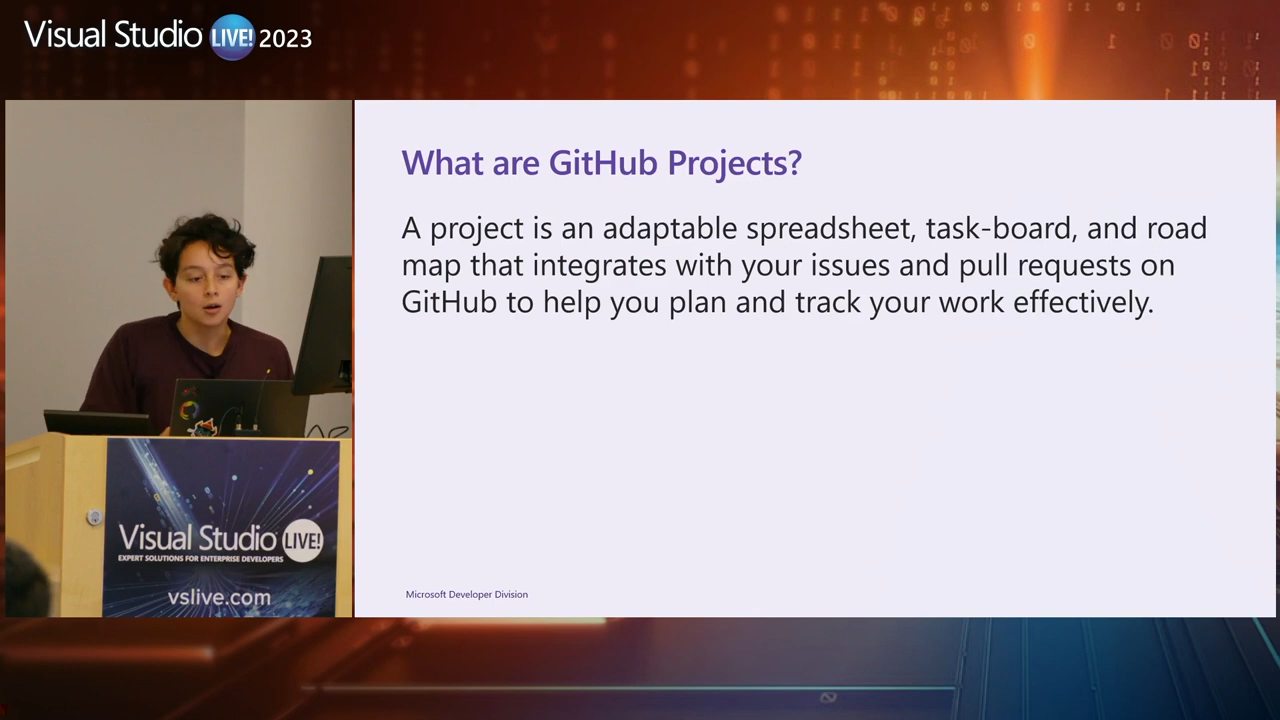 Visual Studio LIVE! 2023
What are GitHub Projects?
A project is an adaptable spreadsheet, task-board, and road
map that integrates with your issues and pull requests on
GitHub to help you plan and track your work effectively.
Microsoft Developer Division
Visual Studio LIVE!
EXPERT SOLUTIONS FOR ENTERPRISE DEVELOPERS
vslive.com